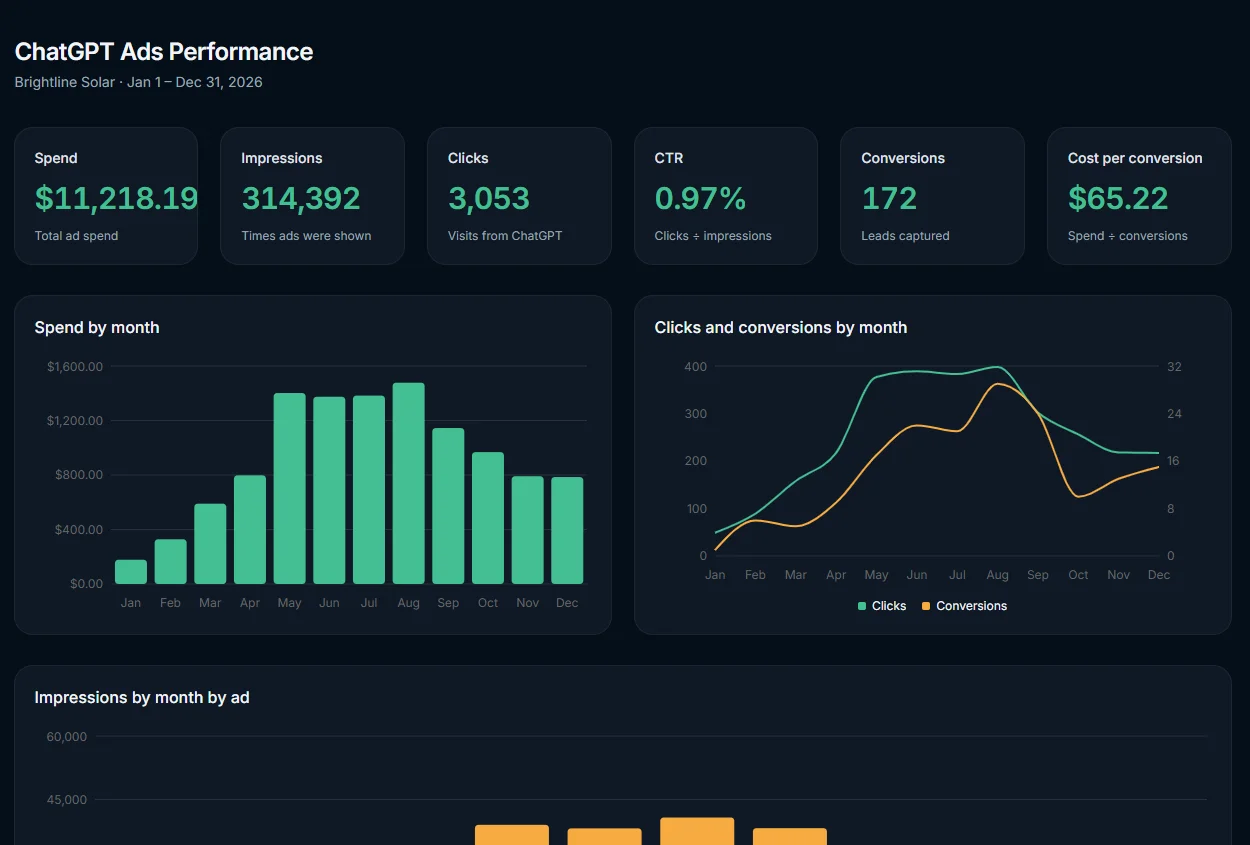 ChatGPT Ads Performance
Brightline Solar · Jan 1 – Dec 31, 2026
Spend
$11,218.19
Total ad spend
Impressions
314,392
Times ads were shown
Clicks
3,053
Visits from ChatGPT
CTR
0.97%
Clicks ÷ impressions
Conversions
172
Leads captured
Cost per conversion
$65.22
Spend ÷ conversions
Spend by month
$1,600.00
$1,200.00
$800.00
$400.00
$0.00
Jan Feb Mar Apr May Jun Jul Aug Sep Oct Nov Dec
Clicks and conversions by month
400 32
300 24
200 16
100 8
0 0
Jan Feb Mar Apr May Jun Jul Aug Sep Oct Nov Dec
Clicks Conversions
Impressions by month by ad
60,000
45,000